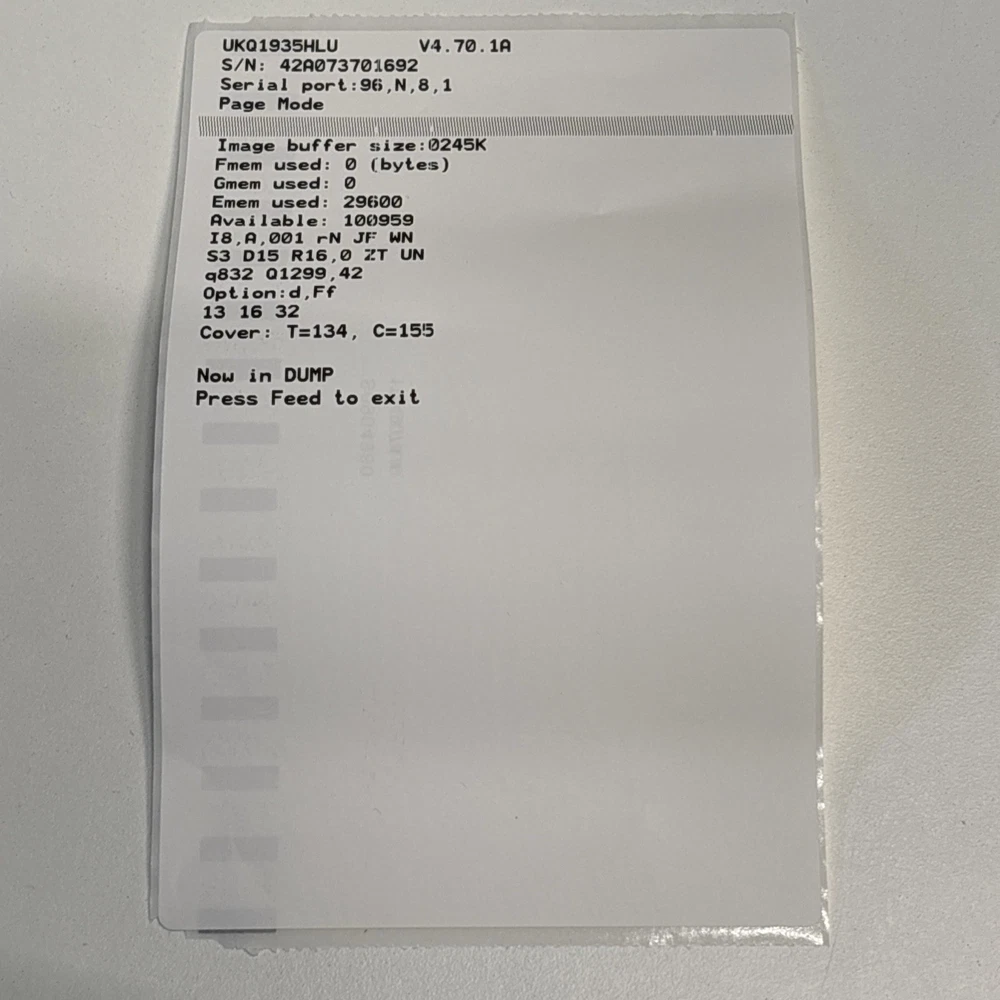 UKQ1935HLU V4.70.1A
S/N: 42A073701692
Serial port:96,N,8,1
Page Mode
Image buffer size:0245K
Fmem used: 0 (bytes)
Gmem used: 0
Emem used: 29600
Available: 100959
I8,A,001 rN JF WN
S3 D15 R16,0 ZT UN
q832 Q1299,42
Option:d,Ff
13 16 32
Cover: T=134, C=155
Now in DUMP
Press Feed to exit